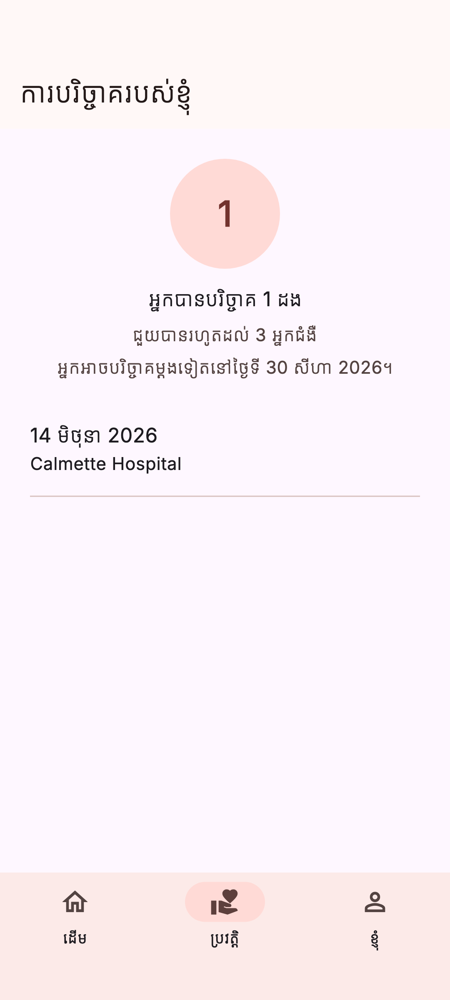 ការបរិច្ចាគរបស់ខ្ញុំ
1
អ្នកបានបរិច្ចាគ 1 ដង
ជួយបានរហូតដល់ 3 អ្នកជំងឺ
អ្នកអាចបរិច្ចាគម្ដងទៀតនៅថ្ងៃទី 30 សីហា 2026។
14 មិថុនា 2026
Calmette Hospital
ដើម
ប្រវត្តិ
ខ្ញុំ